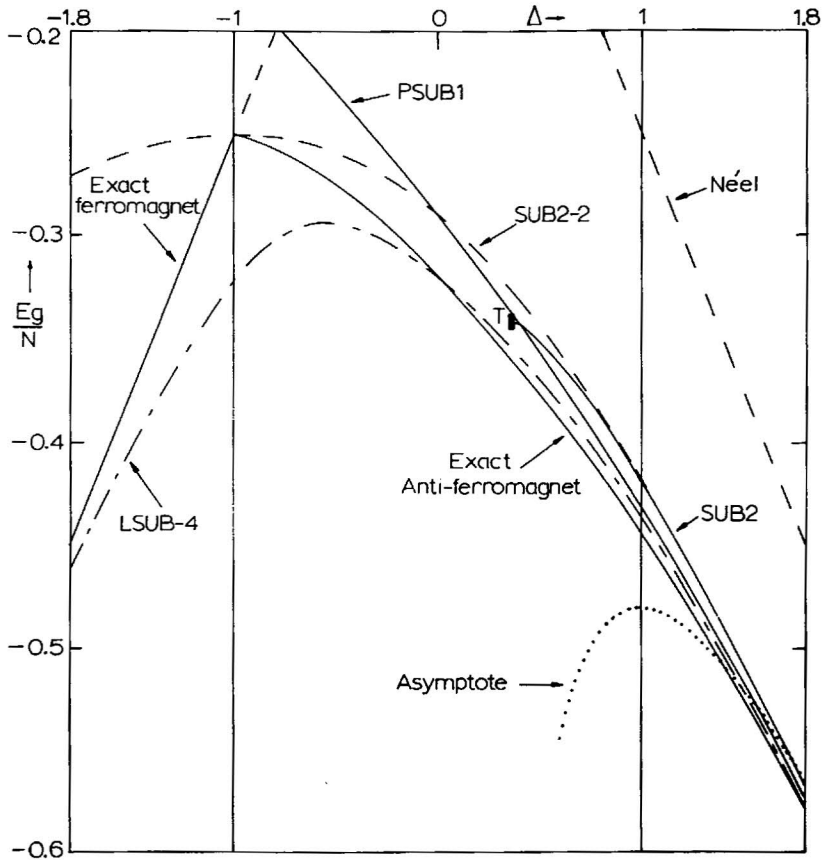 -1.8 -1 0 Δ→ 1 1.8
-0.2
PSUB1
Exact
ferromagnet
Néel
SUB2-2
-0.3
Eg
N
T
-0.4
Exact
Anti-ferromagnet
LSUB-4
SUB2
-0.5
Asymptote
-0.6